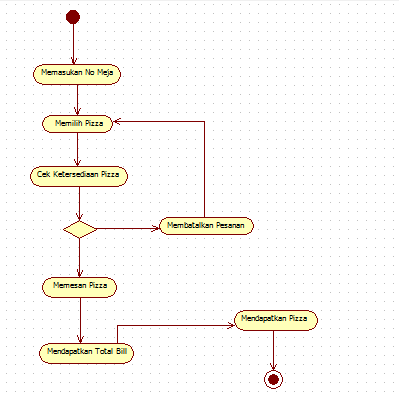 Memasukan No Meja
Memilih Pizza
Cek Ketersediaan Pizza
Membatalkan Pesanan
Memesan Pizza
Mendapatkan Pizza
Mendapatkan Total Bill